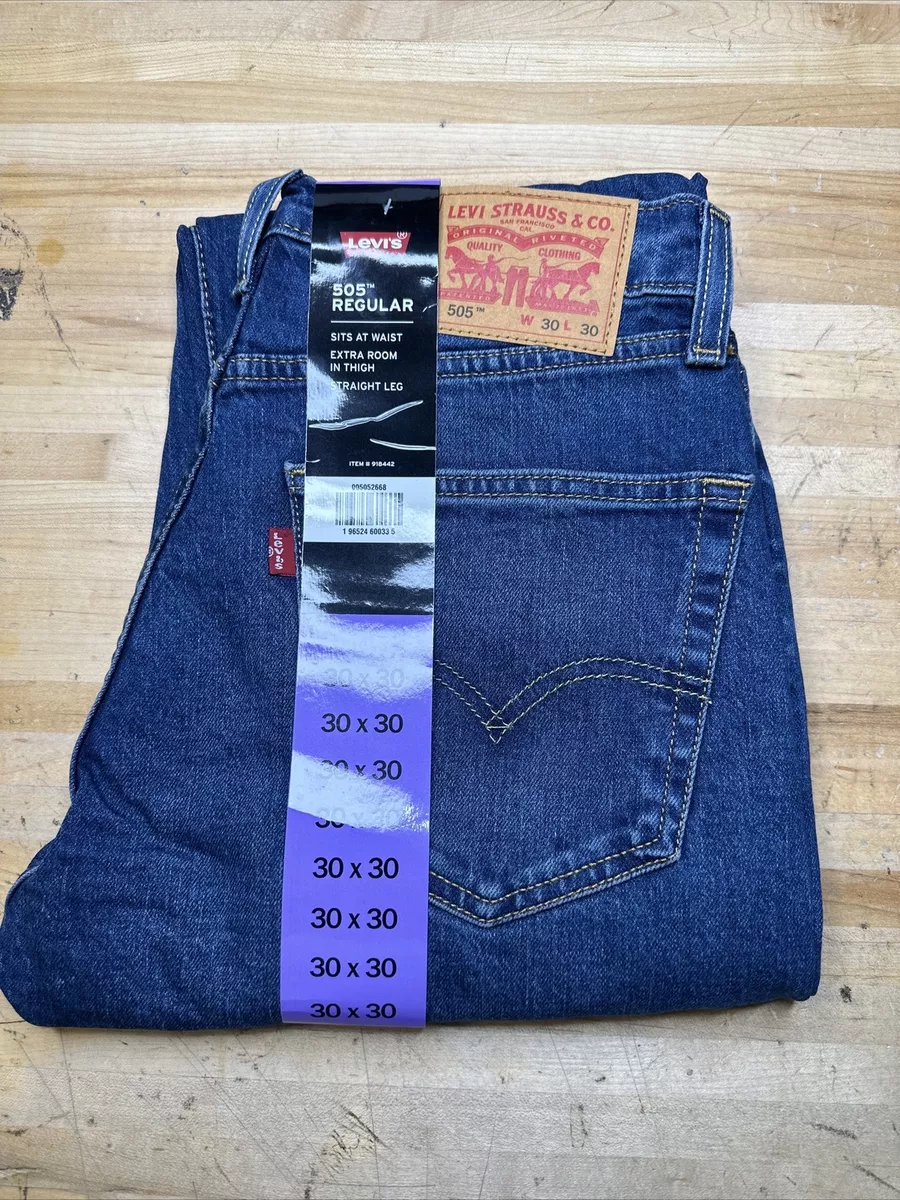 LEVI'S®
505™
REGULAR
SITS AT WAIST
EXTRA ROOM
IN THIGH
STRAIGHT LEG
ITEM # 918442
005052668
1 96524 60033 5
30 x 30
30 x 30
30 x 30
30 x 30
30 x 30
30 x 30
30 x 30
30 x 30
LEVI STRAUSS & CO.
SAN FRANCISCO
CAL.
ORIGINAL RIVETED
QUALITY CLOTHING
505™
W 30 L 30
LEVI'S
®